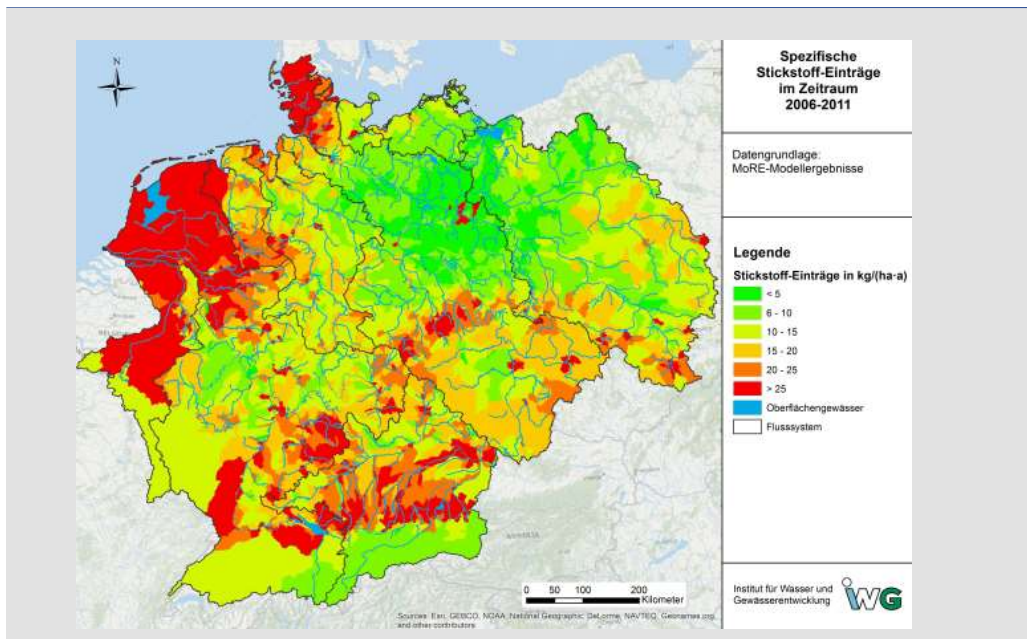 N
Spezifische
Stickstoff-Einträge
im Zeitraum
2006-2011
Datengrundlage:
MoRE-Modellergebnisse
Legende
Stickstoff-Einträge in kg/(ha·a)
< 5
6 - 10
10 - 15
15 - 20
20 - 25
> 25
Oberflächengewässer
Flusssystem
0 50 100 200
Kilometer
Sources: Esri, GEBCO, NOAA, National Geographic, DeLorme, NAVTEQ, Geonames.org,
and other contributors
Institut für Wasser und
Gewässerentwicklung
IWG